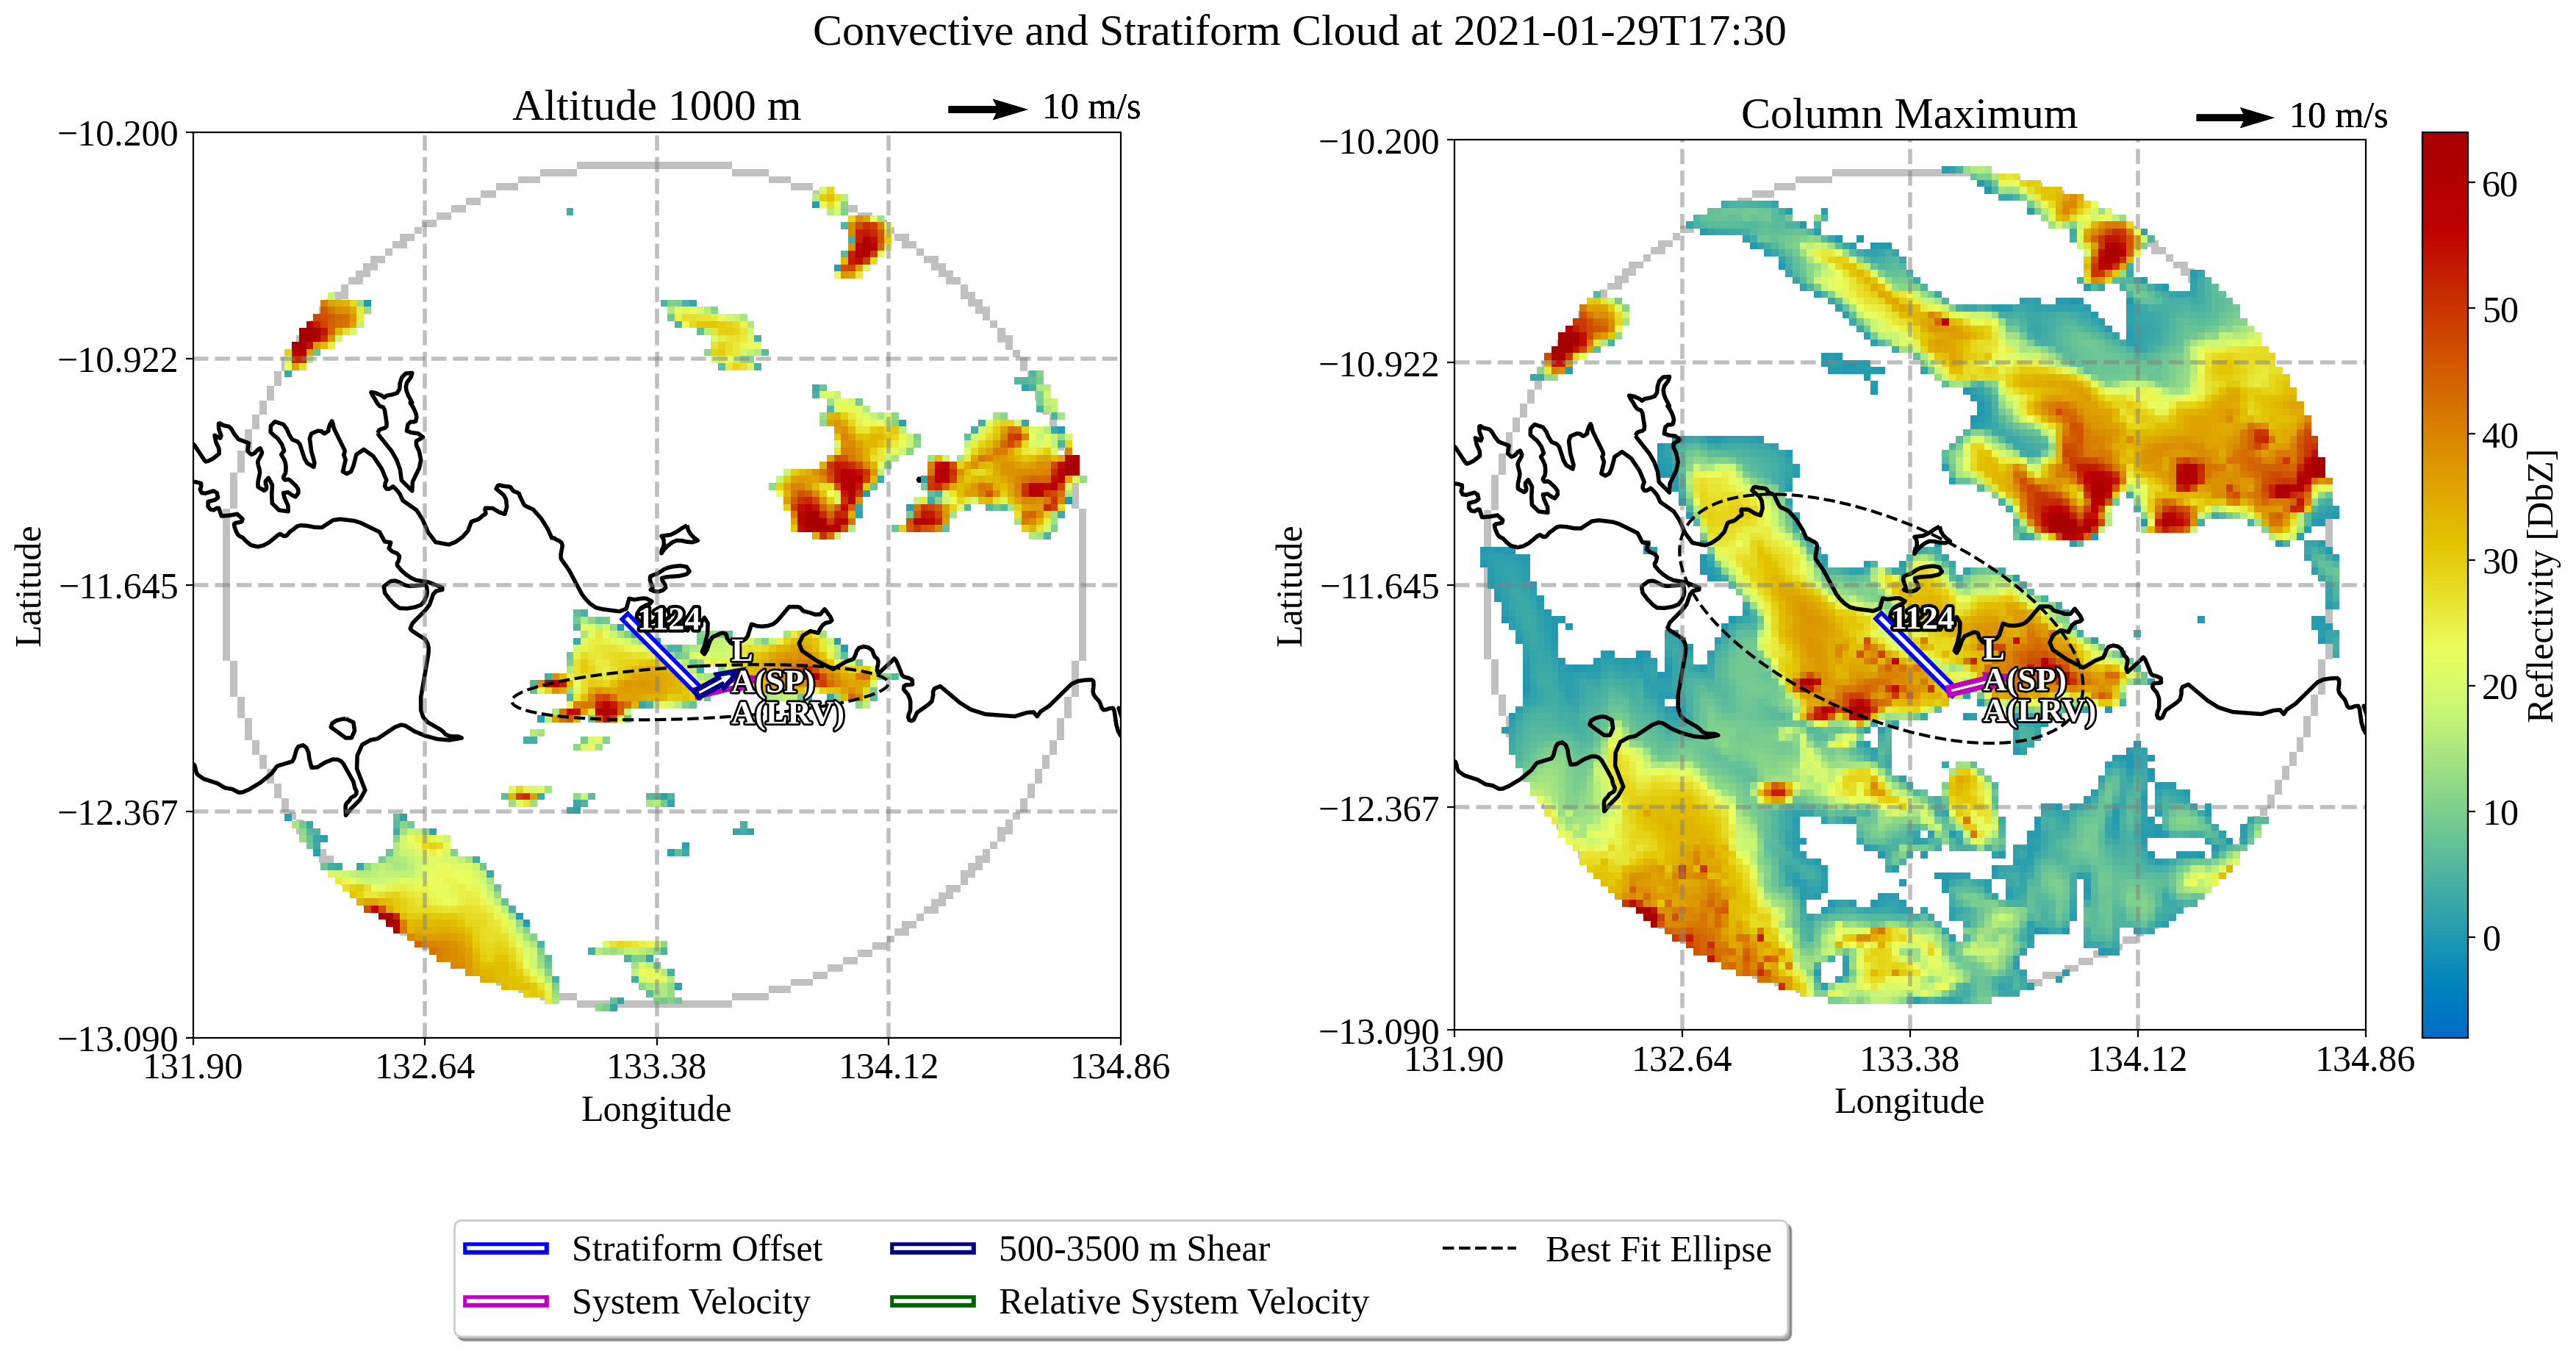 Convective and Stratiform Cloud at 2021-01-29T17:30
Altitude 1000 m
10 m/s
Column Maximum
10 m/s
−10.200
−10.922
−11.645
−12.367
−13.090
Latitude
131.90
132.64
133.38
134.12
134.86
Longitude
1124
L
A(SP)
A(LRV)
−10.200
−10.922
−11.645
−12.367
−13.090
Latitude
131.90
132.64
133.38
134.12
134.86
Longitude
1124
L
A(SP)
A(LRV)
60
50
40
30
20
10
0
Reflectivity [DbZ]
Stratiform Offset
System Velocity
500-3500 m Shear
Relative System Velocity
Best Fit Ellipse